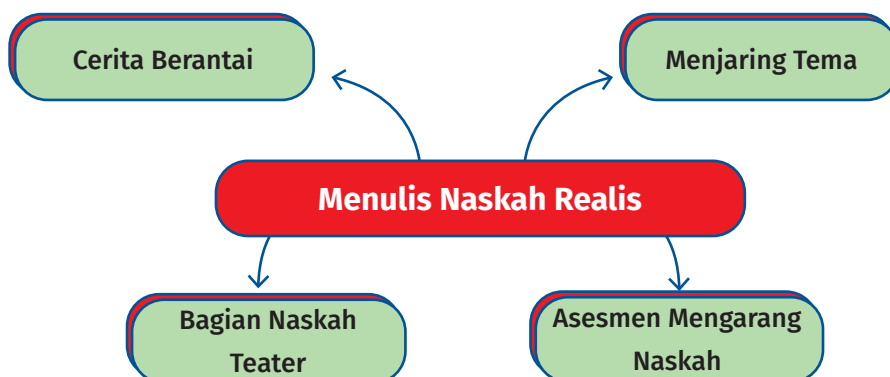 Cerita Berantai
Menjaring Tema
Menulis Naskah Realis
Bagian Naskah
Teater
Asesmen Mengarang
Naskah